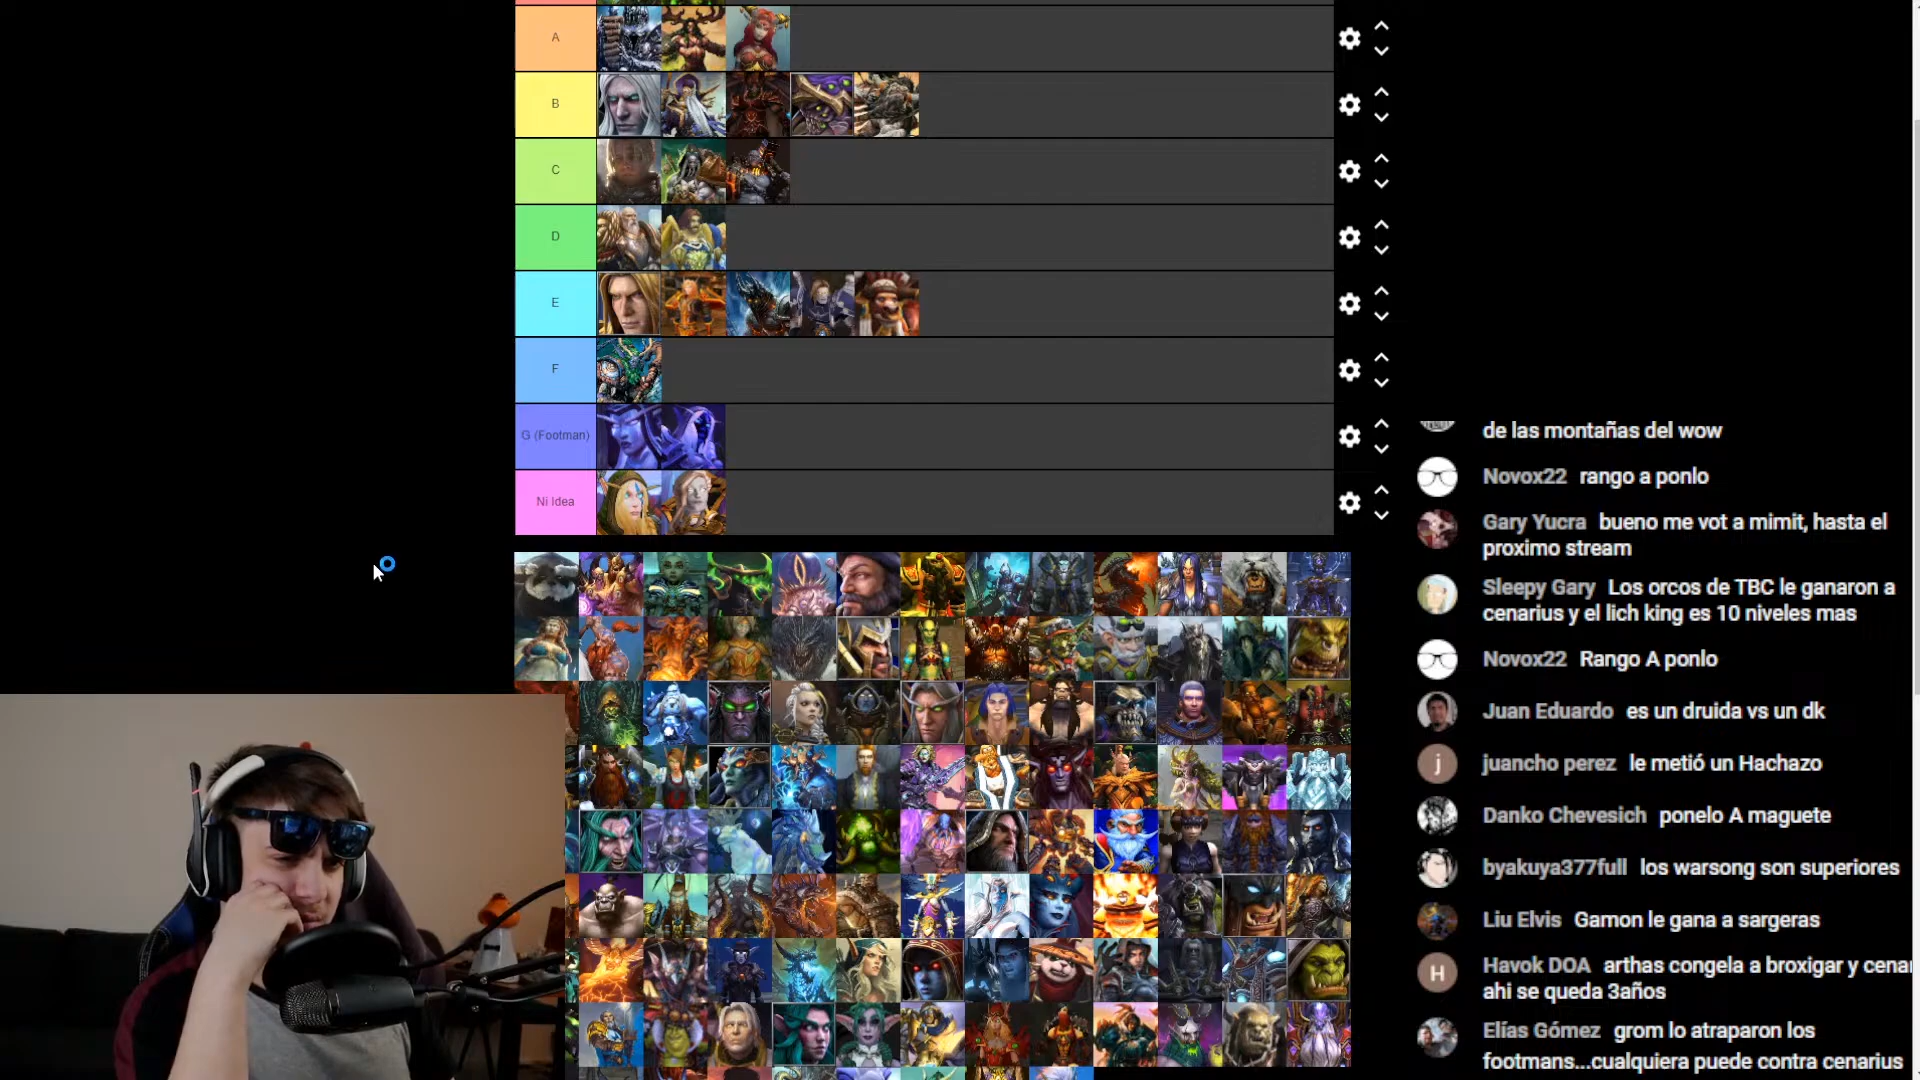 A
B
C
D
E
F
G (Footman)
Ni Idea
de las montañas del wow
Novox22 rango a ponlo
Gary Yucra bueno me vot a mimit, hasta el
proximo stream
Sleepy Gary Los orcos de TBC le ganaron a
cenarius y el lich king es 10 niveles mas
Novox22 Rango A ponlo
Juan Eduardo es un druida vs un dk
j
juancho perez le metió un Hachazo
Danko Chevesich ponelo A maguete
byakuya377full los warsong son superiores
Liu Elvis Gamon le gana a sargeras
H
Havok DOA arthas congela a broxigar y cena
ahi se queda 3años
Elías Gómez grom lo atraparon los
footmans...cualquiera puede contra cenarius